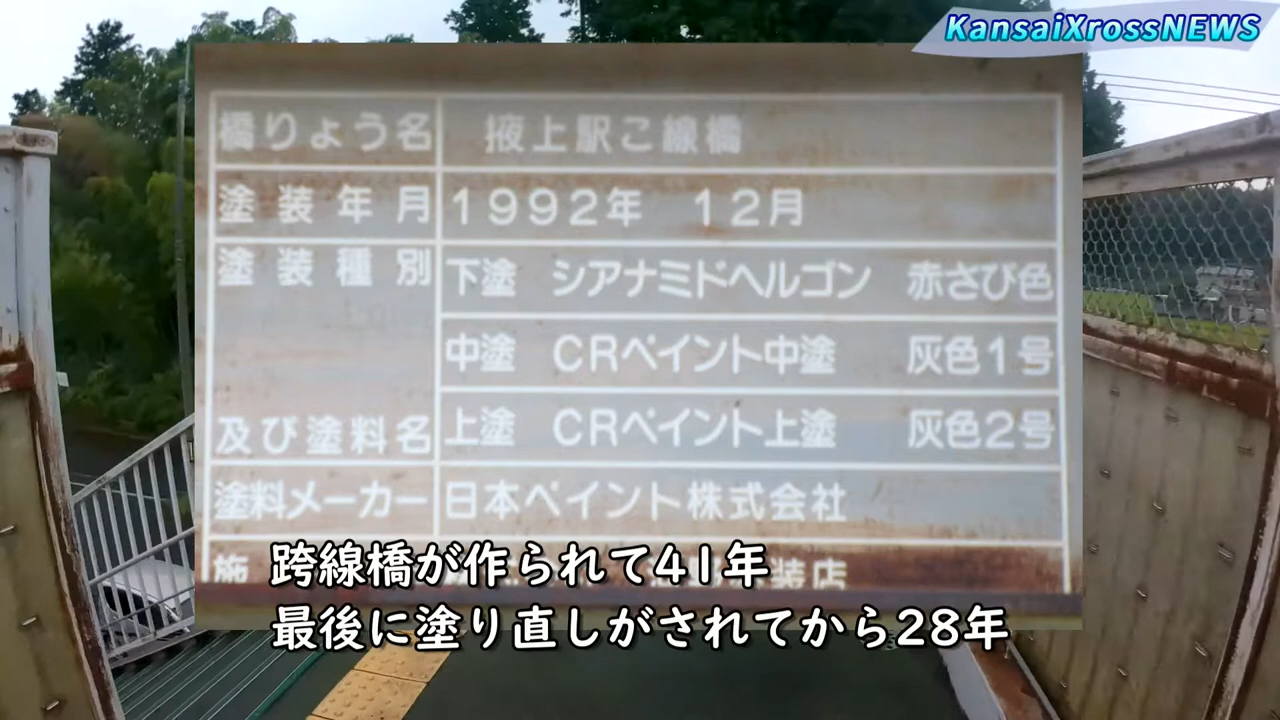 KansaiXrossNEWS
橋りょう名 掖上駅こ線橋
塗装年月 1992年 12月
塗装種別 下塗 シアナミドヘルゴン 赤さび色
中塗 CRペイント中塗 灰色1号
及び塗料名 上塗 CRペイント上塗 灰色2号
塗料メーカー 日本ペイント株式会社
施 装店
跨線橋が作られて41年
最後に塗り直しがされてから28年